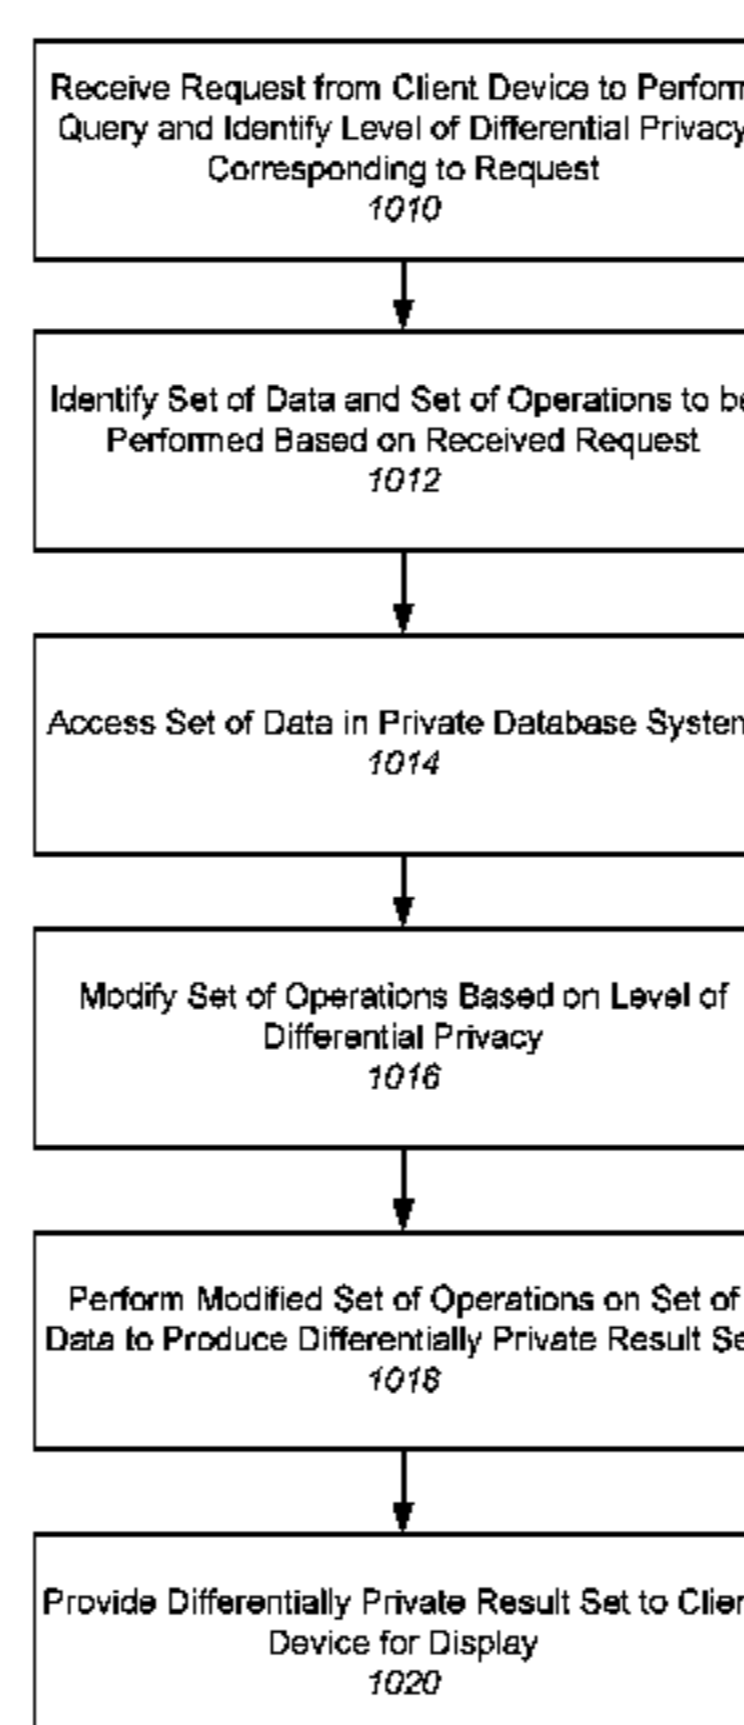 Receive Request from Client Device to Perform
Query and Identify Level of Differential Privacy
Corresponding to Request
1010
Identify Set of Data and Set of Operations to be
Performed Based on Received Request
1012
Access Set of Data in Private Database System
1014
Modify Set of Operations Based on Level of
Differential Privacy
1016
Perform Modified Set of Operations on Set of
Data to Produce Differentially Private Result Set
1018
Provide Differentially Private Result Set to Client
Device for Display
1020